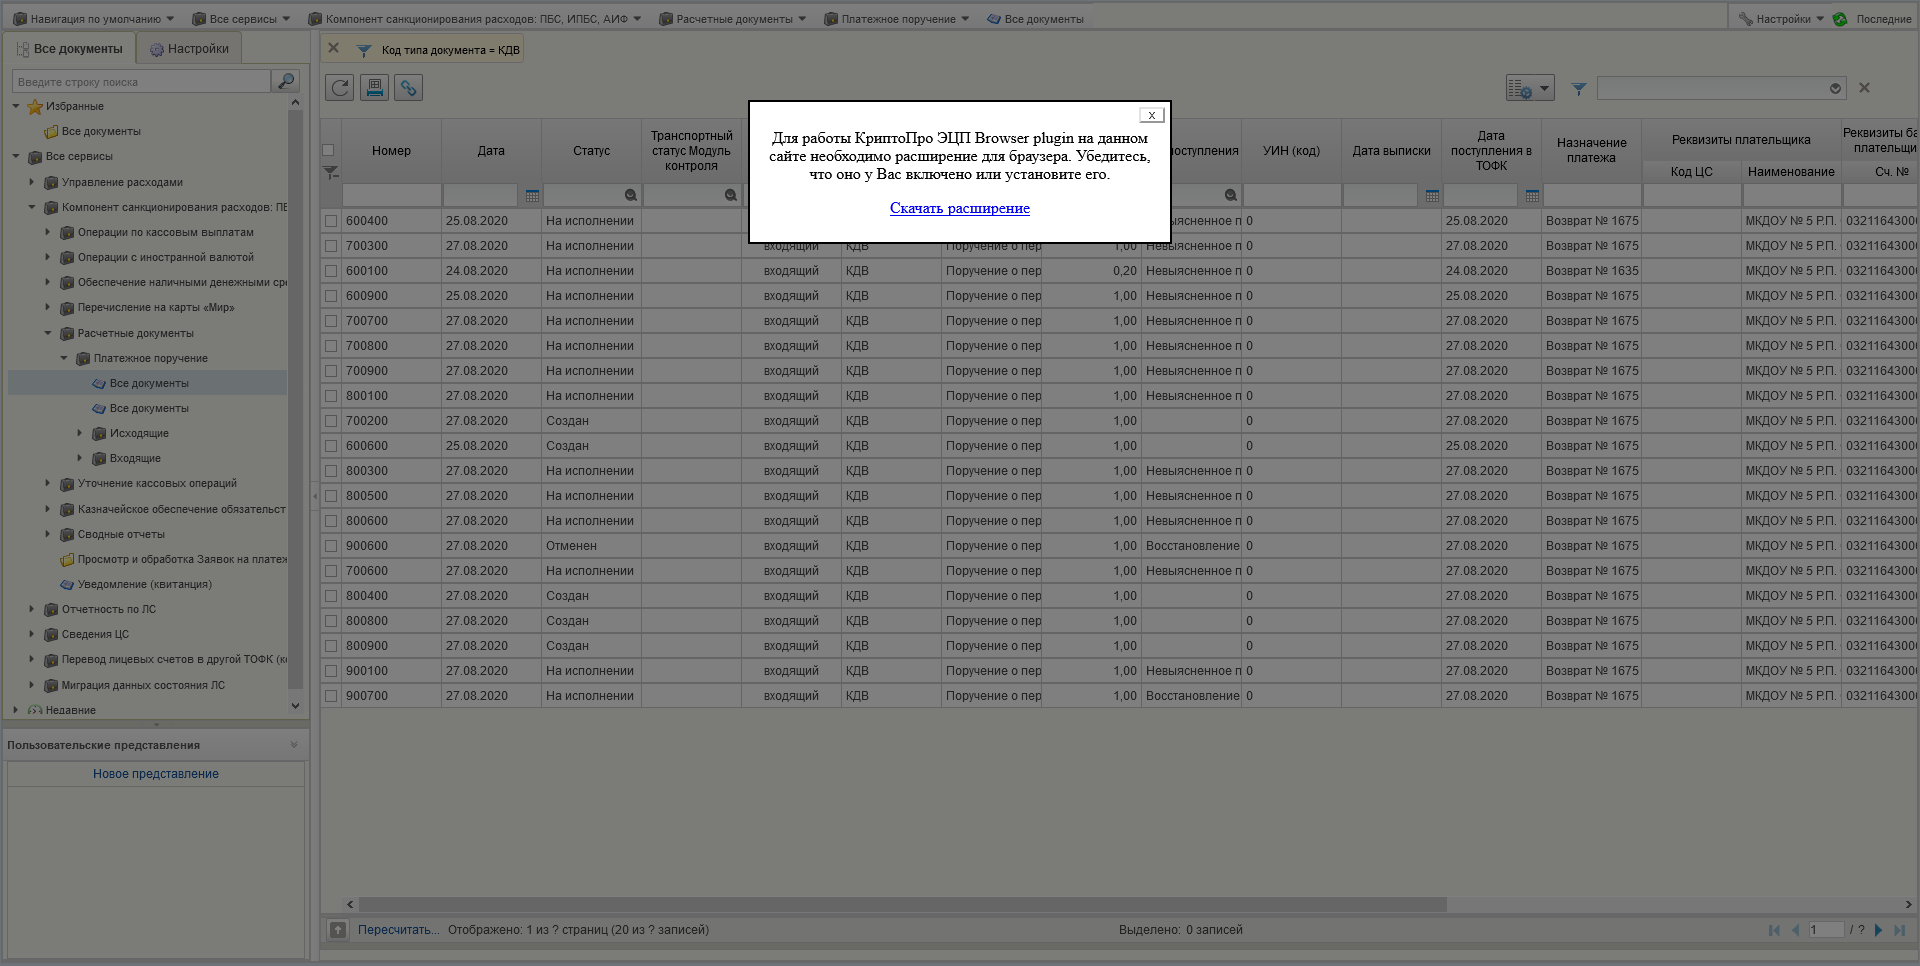 Навигация по умолчанию
Все сервисы
Компонент санкционирования расходов: ПБС, ИПБС, АИФ
Расчетные документы
Платежное поручение
Все документы
Настройки
Последние
Все документы
Настройки
Введите строку поиска
Избранные
Все документы
Все сервисы
Управление расходами
Компонент санкционирования расходов: ПБ
Операции по кассовым выплатам
Операции с иностранной валютой
Обеспечение наличными денежными сре
Перечисление на карты «Мир»
Расчетные документы
Платежное поручение
Все документы
Все документы
Исходящие
Входящие
Уточнение кассовых операций
Казначейское обеспечение обязательст
Сводные отчеты
Просмотр и обработка Заявок на платеж
Уведомление (квитанция)
Отчетность по ЛС
Сведения ЦС
Перевод лицевых счетов в другой ТОФК (к
Миграция данных состояния ЛС
Недавние
Пользовательские представления
Новое представление
Код типа документа = КДВ
x
Для работы КриптоПро ЭЦП Browser plugin на данном
сайте необходимо расширение для браузера. Убедитесь,
что оно у Вас включено или установите его.
Скачать расширение
Номер Дата Статус Транспортный статус Модуль контроля поступления УИН (код) Дата выписки Дата поступления в ТОФК Назначение платежа Реквизиты плательщика Реквизиты ба плательщи
Код ЦС Наименование Сч. №
600400 25.08.2020 На исполнении выясненное п 0 25.08.2020 Возврат № 1675 МКДОУ № 5 Р.П. 0321164300
700300 27.08.2020 На исполнении входящий КДВ Поручение о пер 1,00 Невыясненное п 0 27.08.2020 Возврат № 1675 МКДОУ № 5 Р.П. 0321164300
600100 24.08.2020 На исполнении входящий КДВ Поручение о пер 0,20 Невыясненное п 0 24.08.2020 Возврат № 1635 МКДОУ № 5 Р.П. 0321164300
600900 25.08.2020 На исполнении входящий КДВ Поручение о пер 1,00 Невыясненное п 0 25.08.2020 Возврат № 1675 МКДОУ № 5 Р.П. 0321164300
700700 27.08.2020 На исполнении входящий КДВ Поручение о пер 1,00 Невыясненное п 0 27.08.2020 Возврат № 1675 МКДОУ № 5 Р.П. 0321164300
700800 27.08.2020 На исполнении входящий КДВ Поручение о пер 1,00 Невыясненное п 0 27.08.2020 Возврат № 1675 МКДОУ № 5 Р.П. 0321164300
700900 27.08.2020 На исполнении входящий КДВ Поручение о пер 1,00 Невыясненное п 0 27.08.2020 Возврат № 1675 МКДОУ № 5 Р.П. 0321164300
800100 27.08.2020 На исполнении входящий КДВ Поручение о пер 1,00 Невыясненное п 0 27.08.2020 Возврат № 1675 МКДОУ № 5 Р.П. 0321164300
700200 27.08.2020 Создан входящий КДВ Поручение о пер 1,00 0 27.08.2020 Возврат № 1675 МКДОУ № 5 Р.П. 0321164300
600600 25.08.2020 Создан входящий КДВ Поручение о пер 1,00 0 25.08.2020 Возврат № 1675 МКДОУ № 5 Р.П. 0321164300
800300 27.08.2020 На исполнении входящий КДВ Поручение о пер 1,00 Невыясненное п 0 27.08.2020 Возврат № 1675 МКДОУ № 5 Р.П. 0321164300
800500 27.08.2020 На исполнении входящий КДВ Поручение о пер 1,00 Невыясненное п 0 27.08.2020 Возврат № 1675 МКДОУ № 5 Р.П. 0321164300
800600 27.08.2020 На исполнении входящий КДВ Поручение о пер 1,00 Невыясненное п 0 27.08.2020 Возврат № 1675 МКДОУ № 5 Р.П. 0321164300
900600 27.08.2020 Отменен входящий КДВ Поручение о пер 1,00 Восстановление 0 27.08.2020 Возврат № 1675 МКДОУ № 5 Р.П. 0321164300
700600 27.08.2020 На исполнении входящий КДВ Поручение о пер 1,00 Невыясненное п 0 27.08.2020 Возврат № 1675 МКДОУ № 5 Р.П. 0321164300
800400 27.08.2020 Создан входящий КДВ Поручение о пер 1,00 0 27.08.2020 Возврат № 1675 МКДОУ № 5 Р.П. 0321164300
800800 27.08.2020 Создан входящий КДВ Поручение о пер 1,00 0 27.08.2020 Возврат № 1675 МКДОУ № 5 Р.П. 0321164300
800900 27.08.2020 Создан входящий КДВ Поручение о пер 1,00 0 27.08.2020 Возврат № 1675 МКДОУ № 5 Р.П. 0321164300
900100 27.08.2020 На исполнении входящий КДВ Поручение о пер 1,00 Невыясненное п 0 27.08.2020 Возврат № 1675 МКДОУ № 5 Р.П. 0321164300
900700 27.08.2020 На исполнении входящий КДВ Поручение о пер 1,00 Восстановление 0 27.08.2020 Возврат № 1675 МКДОУ № 5 Р.П. 0321164300
Пересчитать... Отображено: 1 из ? страниц (20 из ? записей) Выделено: 0 записей 1 / ?